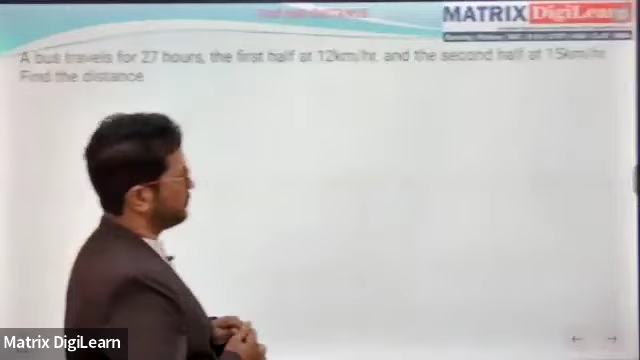 MATRIX DigiLearn
A bus travels for 27 hours, the first half at 12km/hr. and the second half at 15km/hr.
Find the distance
Matrix DigiLearn